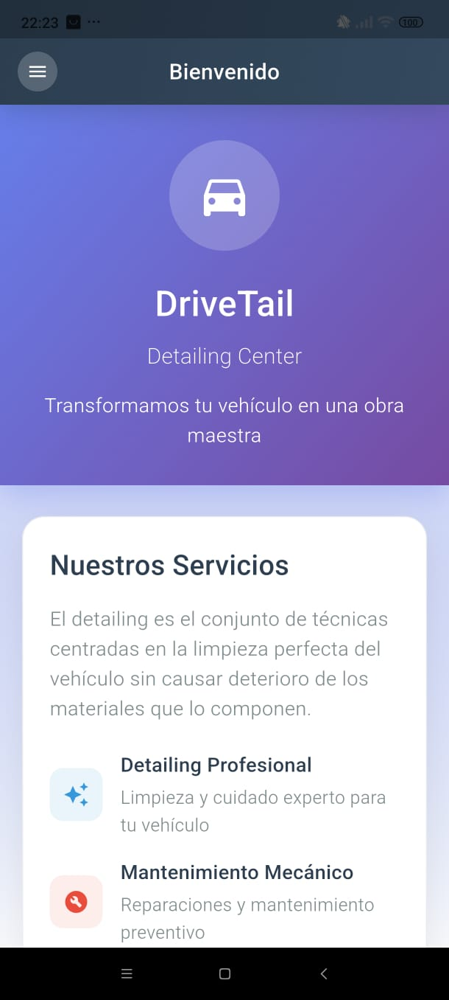 22:23
100
Bienvenido
DriveTail
Detailing Center
Transformamos tu vehículo en una obra
maestra
Nuestros Servicios
El detailing es el conjunto de técnicas
centradas en la limpieza perfecta del
vehículo sin causar deterioro de los
materiales que lo componen.
Detailing Profesional
Limpieza y cuidado experto para
tu vehículo
Mantenimiento Mecánico
Reparaciones y mantenimiento
preventivo